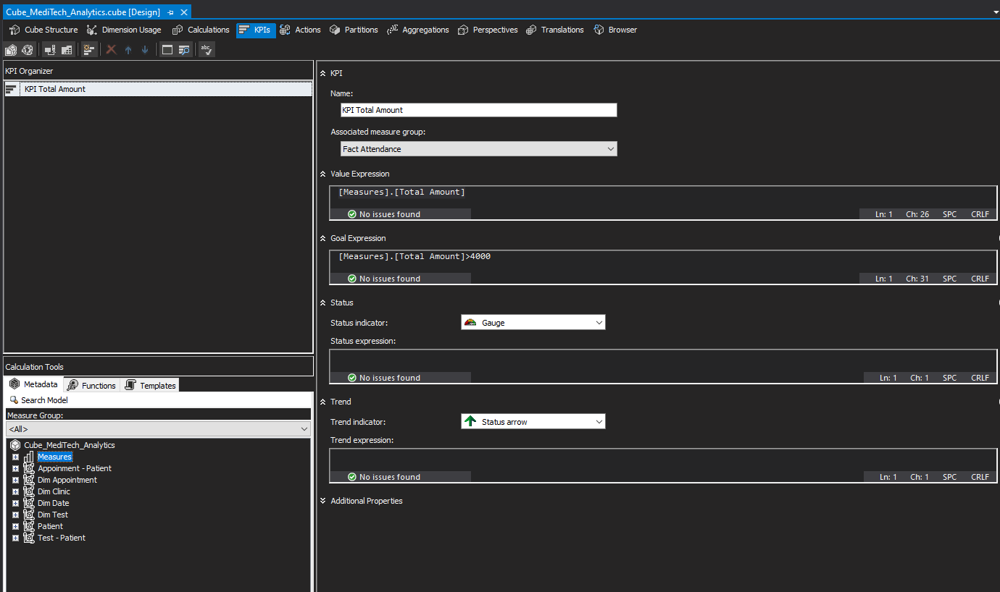 Cube_MediTech_Analytics.cube [Design]
Cube Structure Dimension Usage Calculations KPIs Actions Partitions Aggregations Perspectives Translations Browser
abc
KPI Organizer
KPI Total Amount
KPI
Name:
KPI Total Amount
Associated measure group:
Fact Attendance
Value Expression
[Measures].[Total Amount]
No issues found Ln: 1 Ch: 26 SPC CRLF
Goal Expression
[Measures].[Total Amount]>4000
No issues found Ln: 1 Ch: 31 SPC CRLF
Status
Status indicator: Gauge
Status expression:
No issues found Ln: 1 Ch: 1 SPC CRLF
Trend
Trend indicator: Status arrow
Trend expression:
No issues found Ln: 1 Ch: 1 SPC CRLF
Additional Properties
Calculation Tools
Metadata Functions Templates
Search Model
Measure Group:
<All>
Cube_MediTech_Analytics
Measures
Appoinment - Patient
Dim Appointment
Dim Clinic
Dim Date
Dim Test
Patient
Test - Patient